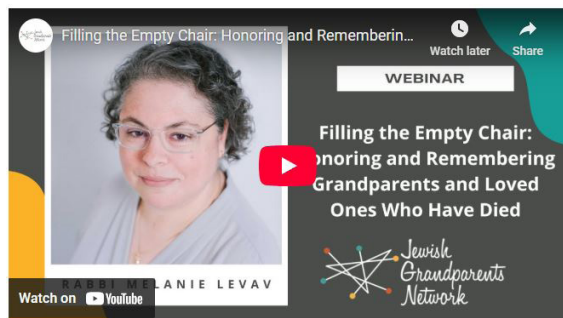 Filling the Empty Chair: Honoring and Rememberin...
Watch later
Share
WEBINAR
Filling the Empty Chair:
onoring and Remembering
Grandparents and Loved
Ones Who Have Died
Jewish
Grandparents
Network
RABBI MELANIE LEVAV
Watch on YouTube